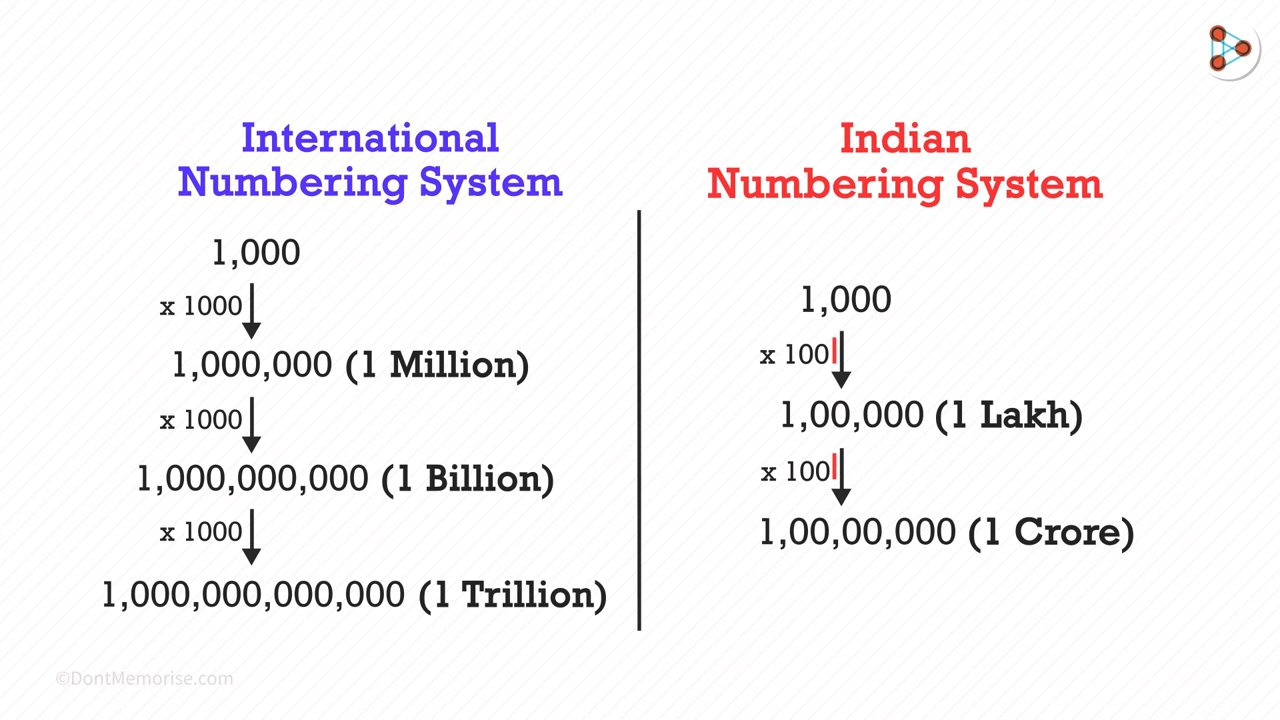 International
Numbering System
1,000
x 1000
1,000,000 (1 Million)
x 1000
1,000,000,000 (1 Billion)
x 1000
1,000,000,000,000 (1 Trillion)
Indian
Numbering System
1,000
x 100
1,00,000 (1 Lakh)
x 100
1,00,00,000 (1 Crore)
©DontMemorise.com